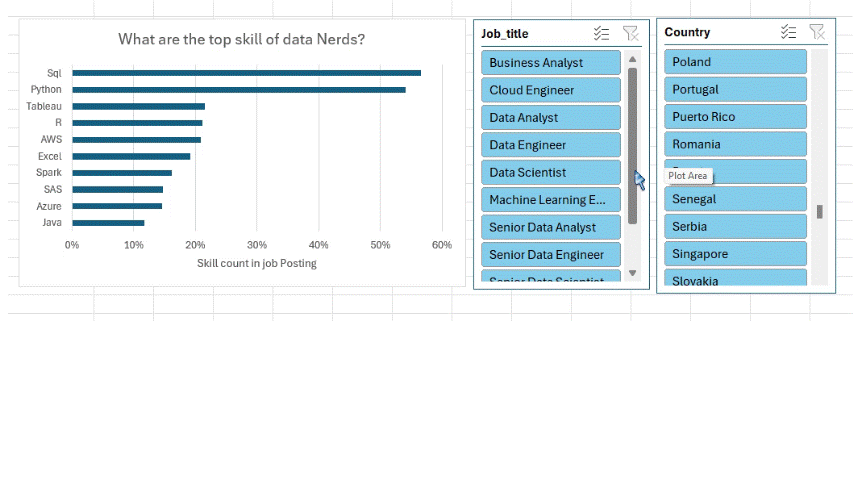 What are the top skill of data Nerds?
Sql
Python
Tableau
R
AWS
Excel
Spark
SAS
Azure
Java
0% 10% 20% 30% 40% 50% 60%
Skill count in job Posting
Job_title
Business Analyst
Cloud Engineer
Data Analyst
Data Engineer
Data Scientist
Machine Learning E...
Senior Data Analyst
Senior Data Engineer
Senior Data Scientist
Country
Poland
Portugal
Puerto Rico
Romania
Plot Area
Senegal
Serbia
Singapore
Slovakia